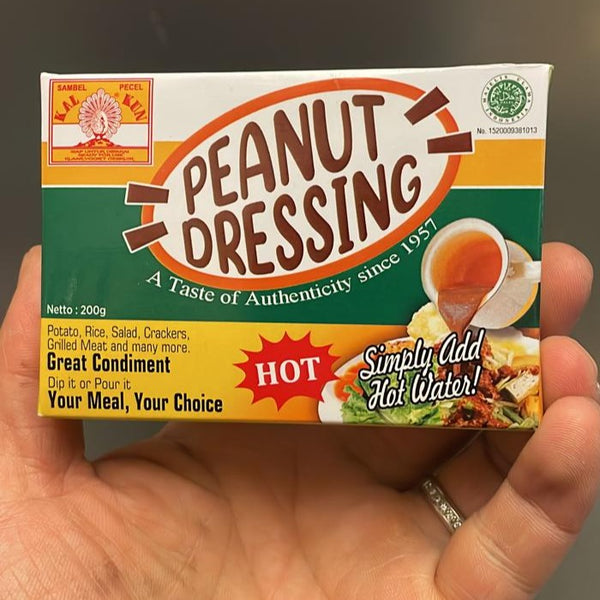 SAMBEL PECEL
KAL KUN
PEANUT
DRESSING
A Taste of Authenticity since 1957
No. 1520009381013
Netto : 200g
Potato, Rice, Salad, Crackers,
Grilled Meat and many more.
Great Condiment
Dip it or Pour it
Your Meal, Your Choice
HOT
Simply Add
Hot Water!